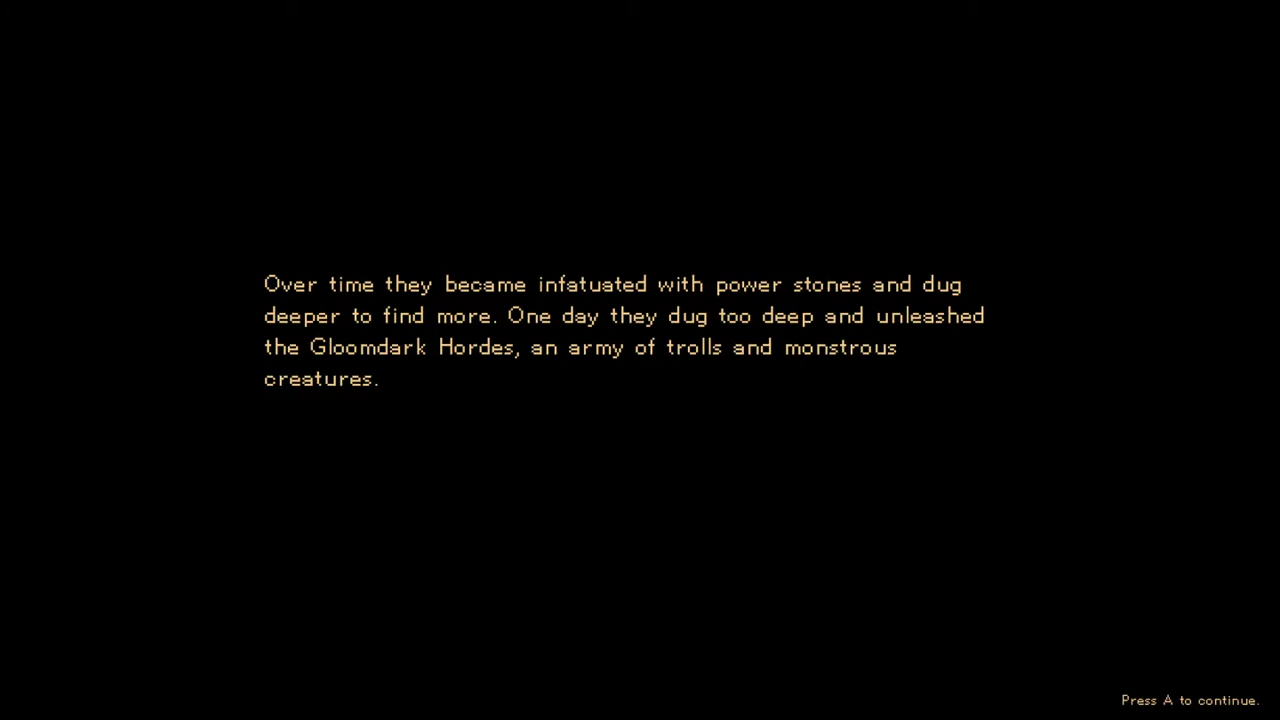 Over time they became infatuated with power stones and dug
deeper to find more. One day they dug too deep and unleashed
the Gloomdark Hordes, an army of trolls and monstrous
creatures.
Press A to continue.